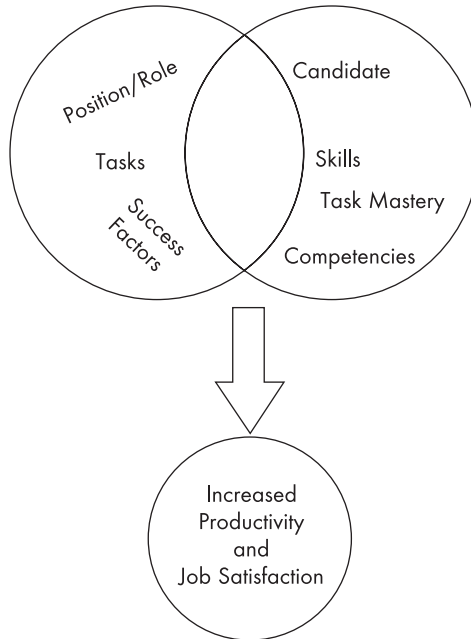 Position/Role
Tasks
Success
Factors
Candidate
Skills
Task Mastery
Competencies
Increased
Productivity
and
Job Satisfaction